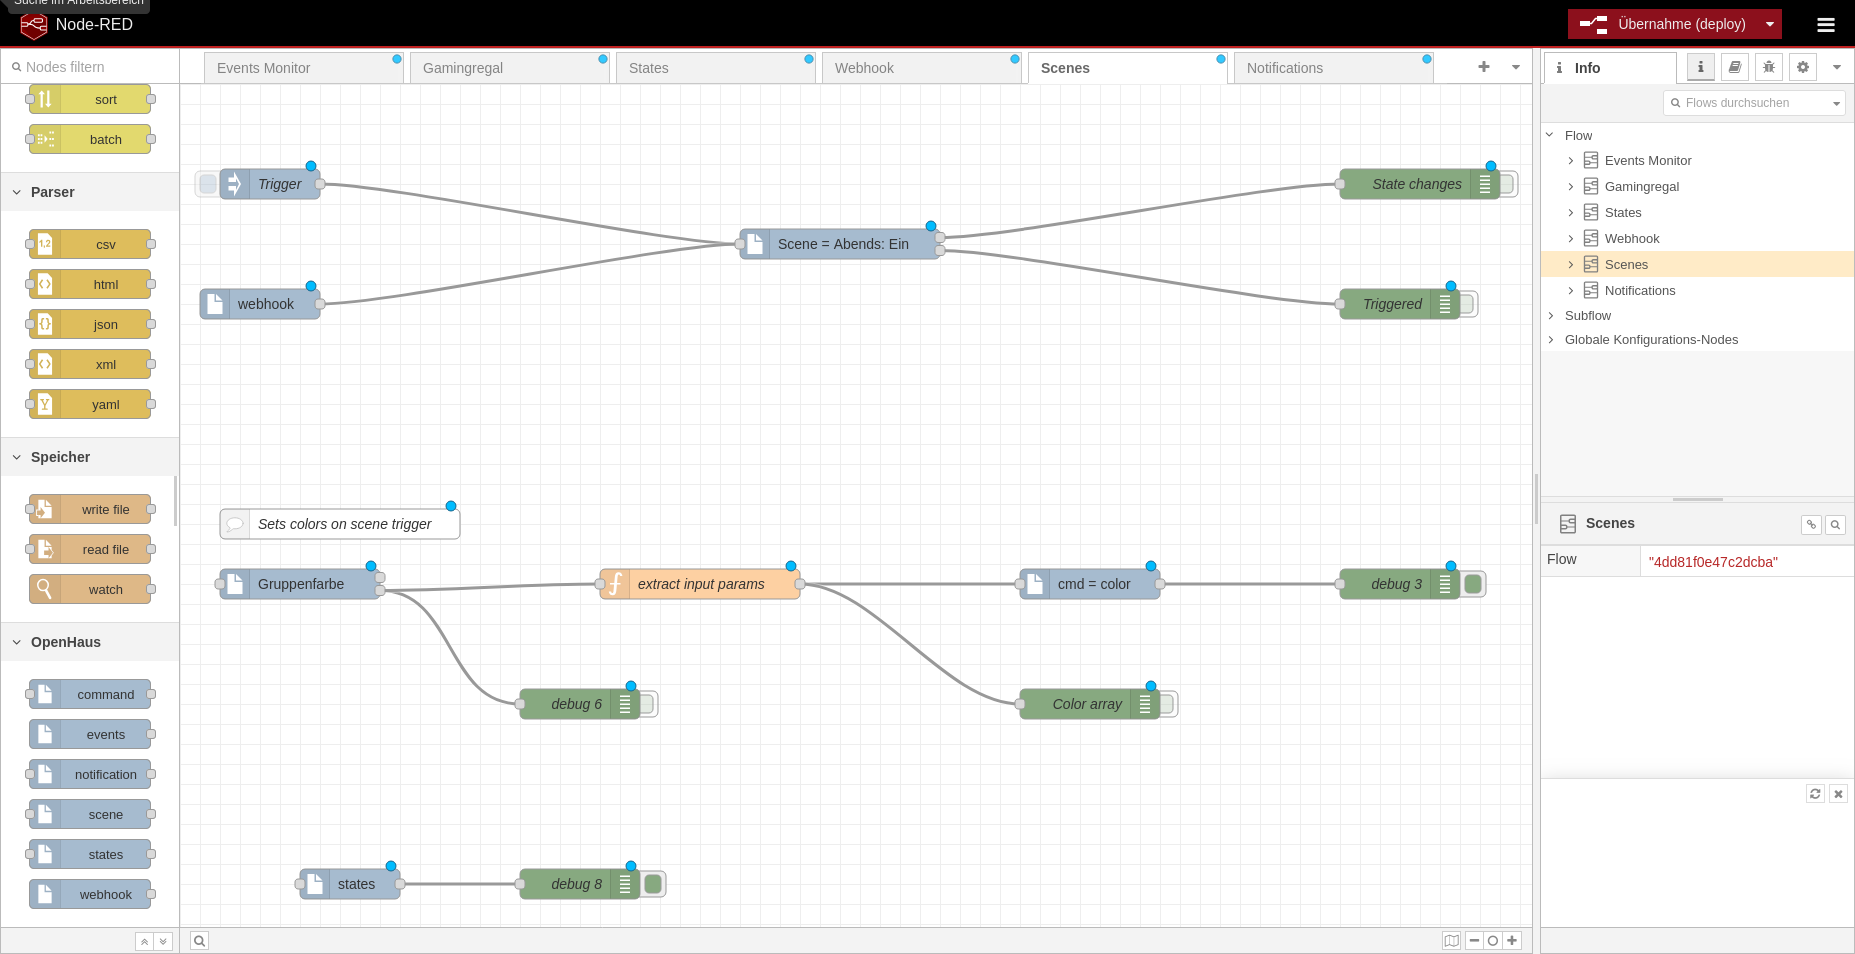 Suche im Arbeitsbereich
Node-RED
Übernahme (deploy)
Nodes filtern
Events Monitor
Gamingregal
States
Webhook
Scenes
Notifications
Info
Flows durchsuchen
sort
batch
Parser
csv
html
json
xml
yaml
Speicher
write file
read file
watch
OpenHaus
command
events
notification
scene
states
webhook
Trigger
webhook
Scene = Abends: Ein
State changes
Triggered
Sets colors on scene trigger
Gruppenfarbe
extract input params
cmd = color
debug 3
debug 6
Color array
states
debug 8
Flow
Events Monitor
Gamingregal
States
Webhook
Scenes
Notifications
Subflow
Globale Konfigurations-Nodes
Scenes
Flow "4dd81f0e47c2dcba"